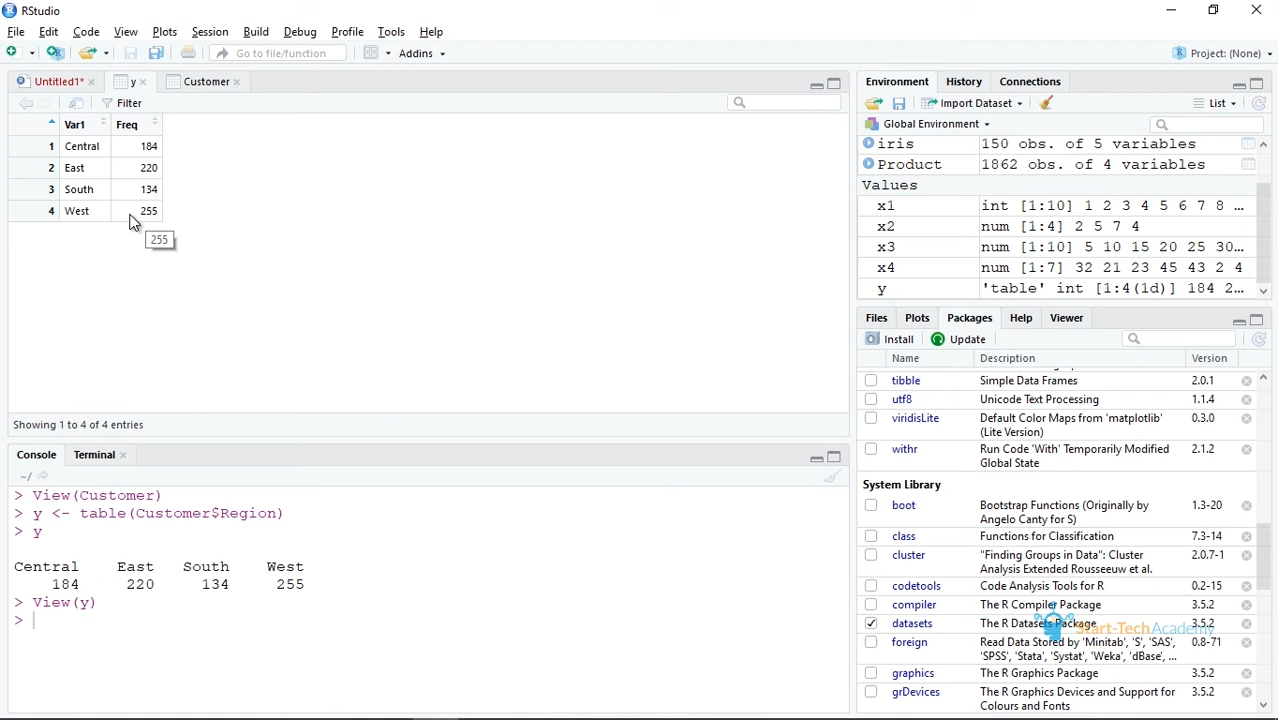 RStudio
File Edit Code View Plots Session Build Debug Profile Tools Help
Go to file/function Addins Project: (None)
Untitled1* y Customer
Filter
Var1 Freq
1 Central 184
2 East 220
3 South 134
4 West 255
255
Showing 1 to 4 of 4 entries
Console Terminal
~/
> View(Customer)
> y <- table(Customer$Region)
> y
Central East South West
184 220 134 255
> View(y)
>
Environment History Connections
Import Dataset List
Global Environment
iris 150 obs. of 5 variables
Product 1862 obs. of 4 variables
Values
x1 int [1:10] 1 2 3 4 5 6 7 8 ...
x2 num [1:4] 2 5 7 4
x3 num [1:10] 5 10 15 20 25 30...
x4 num [1:7] 32 21 23 45 43 2 4
y 'table' int [1:4(1d)] 184 2...
Files Plots Packages Help Viewer
Install Update
Name Description Version
tibble Simple Data Frames 2.0.1
utf8 Unicode Text Processing 1.1.4
viridisLite Default Color Maps from 'matplotlib' 0.3.0
(Lite Version)
withr Run Code 'With' Temporarily Modified 2.1.2
Global State
System Library
boot Bootstrap Functions (Originally by 1.3-20
Angelo Canty for S)
class Functions for Classification 7.3-14
cluster "Finding Groups in Data": Cluster 2.0.7-1
Analysis Extended Rousseeuw et al.
codetools Code Analysis Tools for R 0.2-15
compiler The R Compiler Package 3.5.2
datasets The R Datasets Package 3.5.2
Start-Tech Academy
foreign Read Data Stored by 'Minitab', 'S', 'SAS', 0.8-71
'SPSS', 'Stata', 'Systat', 'Weka', 'dBase', ...
graphics The R Graphics Package 3.5.2
grDevices The R Graphics Devices and Support for 3.5.2
Colours and Fonts